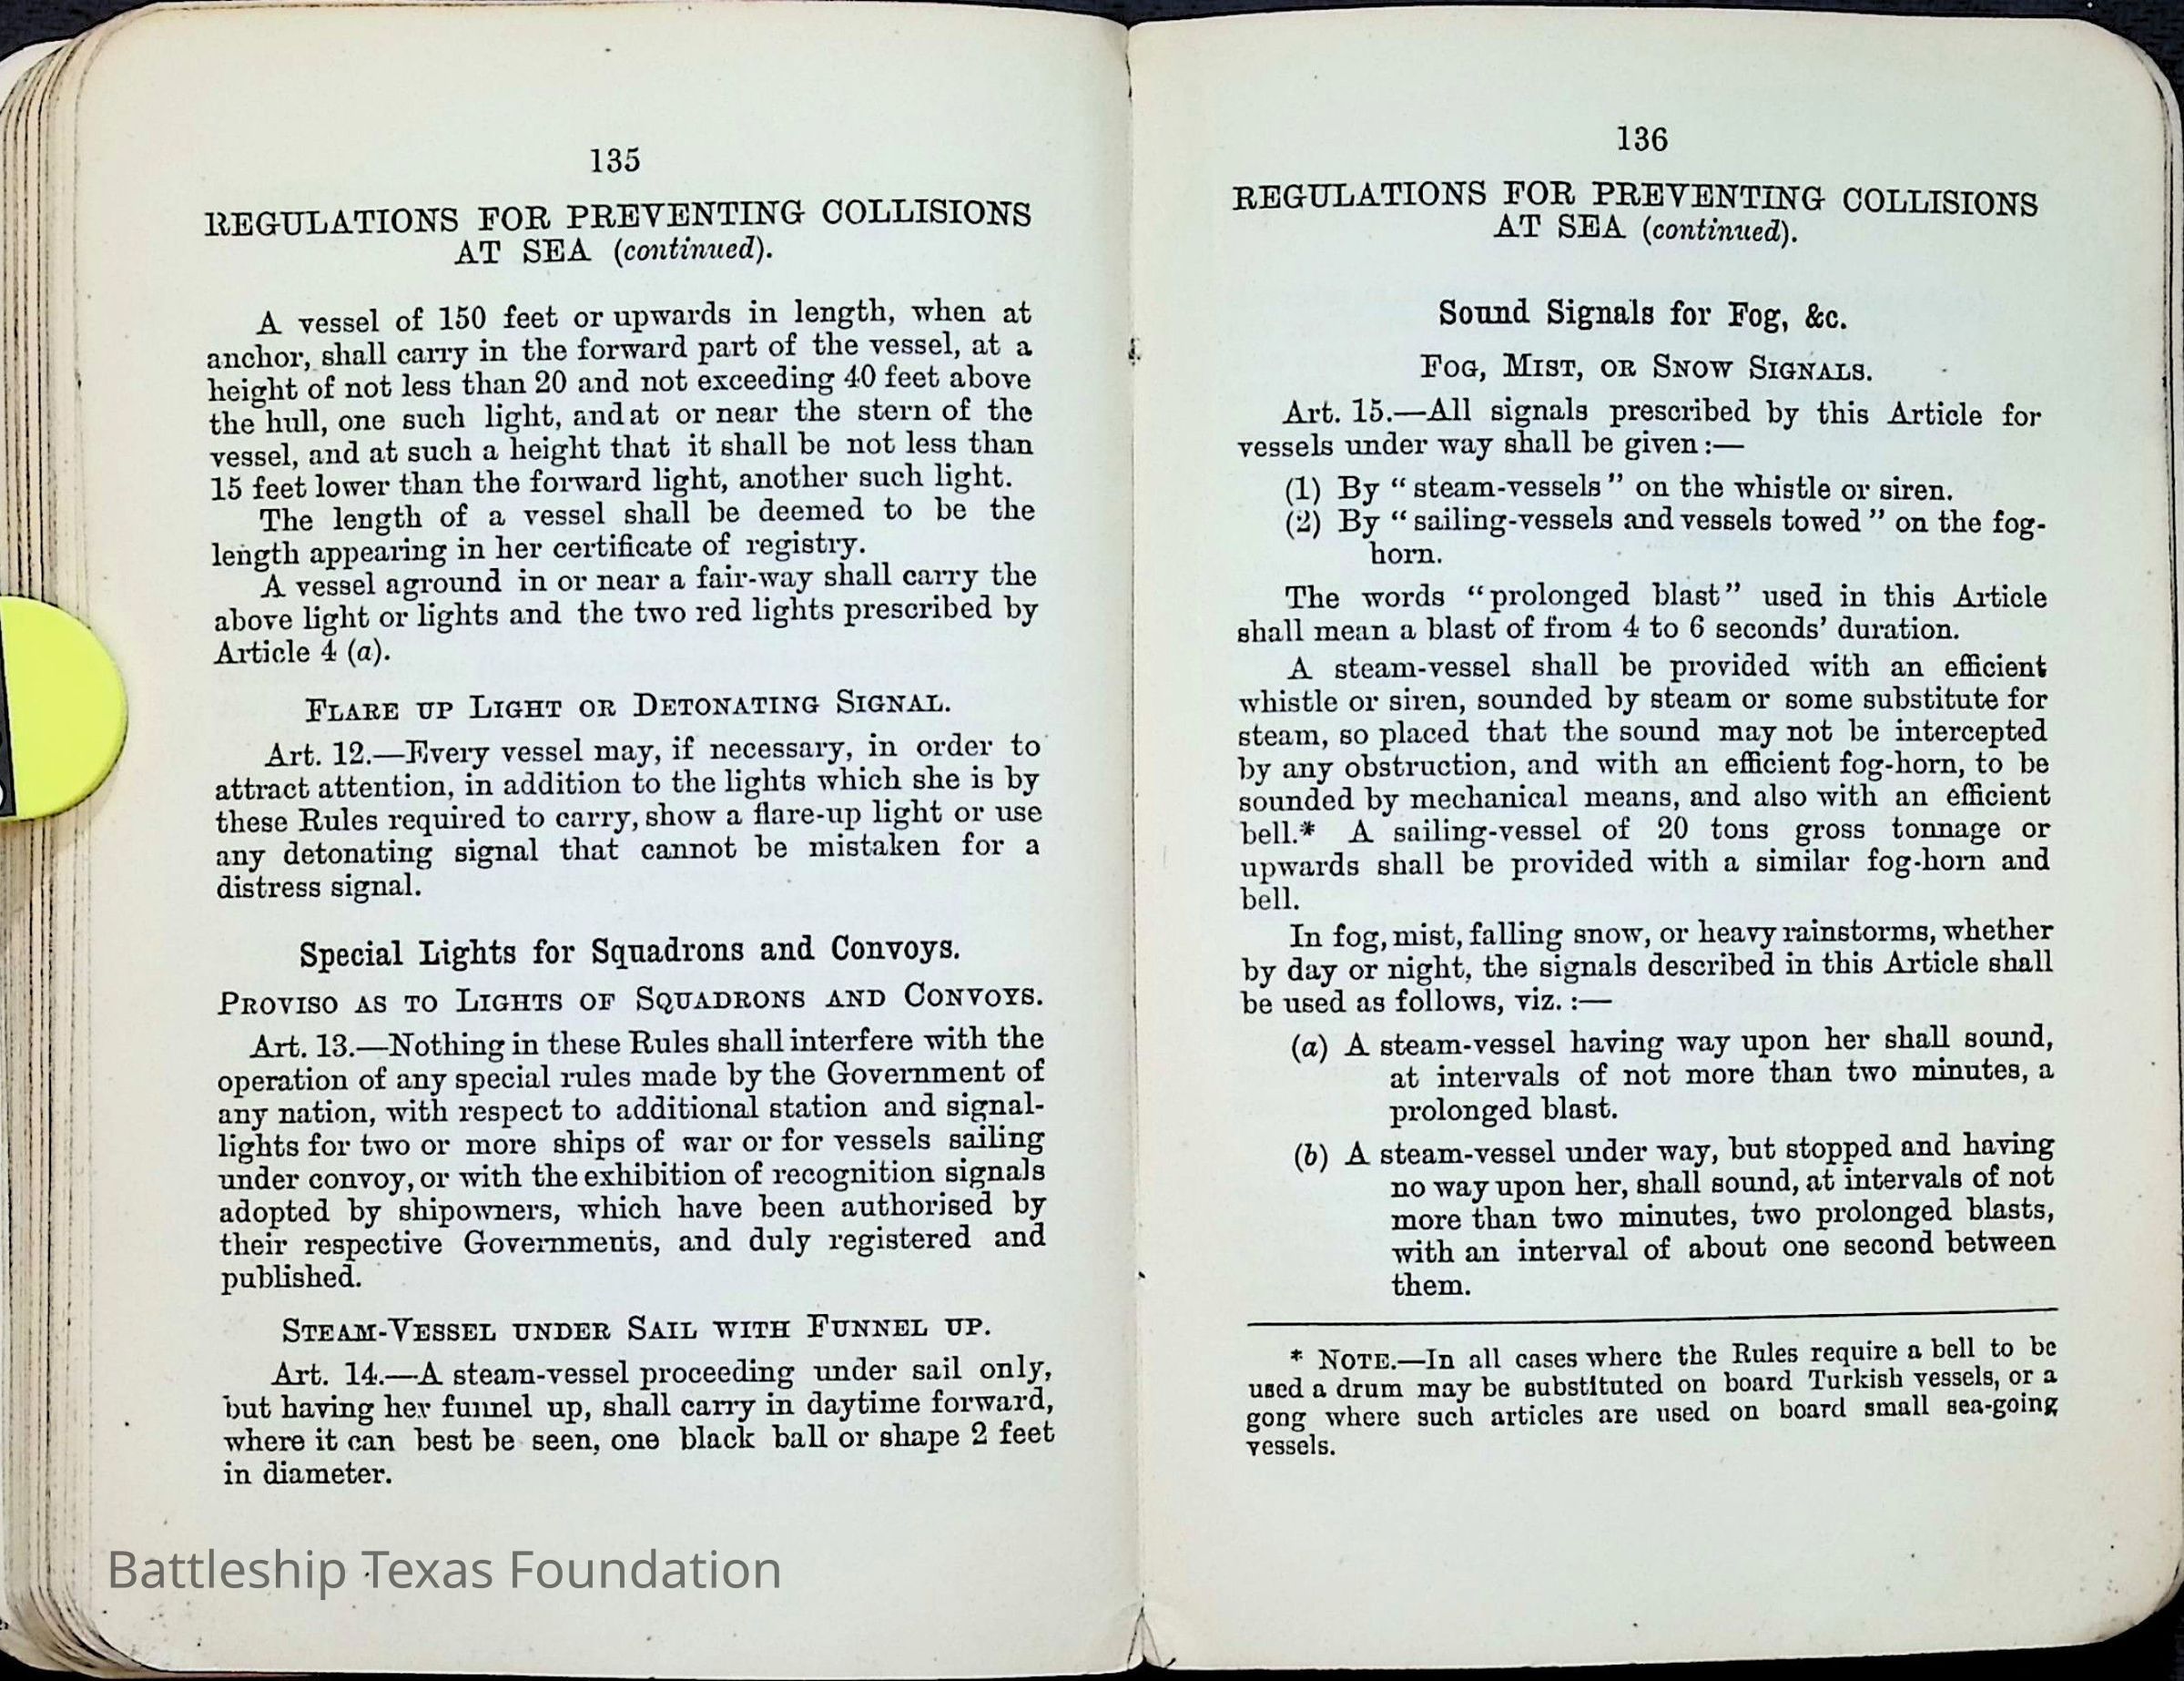 135
REGULATIONS FOR PREVENTING COLLISIONS
AT SEA (continued).
A vessel of 150 feet or upwards in length, when at
anchor, shall carry in the forward part of the vessel, at a
height of not less than 20 and not exceeding 40 feet above
the hull, one such light, and at or near the stern of the
vessel, and at such a height that it shall be not less than
15 feet lower than the forward light, another such light.
The length of a vessel shall be deemed to be the
length appearing in her certificate of registry.
A vessel aground in or near a fair-way shall carry the
above light or lights and the two red lights prescribed by
Article 4 (a).
FLARE UP LIGHT OR DETONATING SIGNAL.
Art. 12.—Every vessel may, if necessary, in order to
attract attention, in addition to the lights which she is by
these Rules required to carry, show a flare-up light or use
any detonating signal that cannot be mistaken for a
distress signal.
Special Lights for Squadrons and Convoys.
PROVISO AS TO LIGHTS OF SQUADRONS AND CONVOYS.
Art. 13.—Nothing in these Rules shall interfere with the
operation of any special rules made by the Government of
any nation, with respect to additional station and signal-
lights for two or more ships of war or for vessels sailing
under convoy, or with the exhibition of recognition signals
adopted by shipowners, which have been authorised by
their respective Governments, and duly registered and
published.
STEAM-VESSEL UNDER SAIL WITH FUNNEL UP.
Art. 14.—A steam-vessel proceeding under sail only,
but having her funnel up, shall carry in daytime forward,
where it can best be seen, one black ball or shape 2 feet
in diameter.
Battleship Texas Foundation
136
REGULATIONS FOR PREVENTING COLLISIONS
AT SEA (continued).
Sound Signals for Fog, &c.
FOG, MIST, OR SNOW SIGNALS.
Art. 15.—All signals prescribed by this Article for
vessels under way shall be given:—
(1) By “steam-vessels” on the whistle or siren.
(2) By “sailing-vessels and vessels towed” on the fog-
horn.
The words “prolonged blast” used in this Article
shall mean a blast of from 4 to 6 seconds’ duration.
A steam-vessel shall be provided with an efficient
whistle or siren, sounded by steam or some substitute for
steam, so placed that the sound may not be intercepted
by any obstruction, and with an efficient fog-horn, to be
sounded by mechanical means, and also with an efficient
bell.* A sailing-vessel of 20 tons gross tonnage or
upwards shall be provided with a similar fog-horn and
bell.
In fog, mist, falling snow, or heavy rainstorms, whether
by day or night, the signals described in this Article shall
be used as follows, viz.:—
(a) A steam-vessel having way upon her shall sound,
at intervals of not more than two minutes, a
prolonged blast.
(b) A steam-vessel under way, but stopped and having
no way upon her, shall sound, at intervals of not
more than two minutes, two prolonged blasts,
with an interval of about one second between
them.
* NOTE.—In all cases where the Rules require a bell to be
used a drum may be substituted on board Turkish vessels, or a
gong where such articles are used on board small sea-going
vessels.